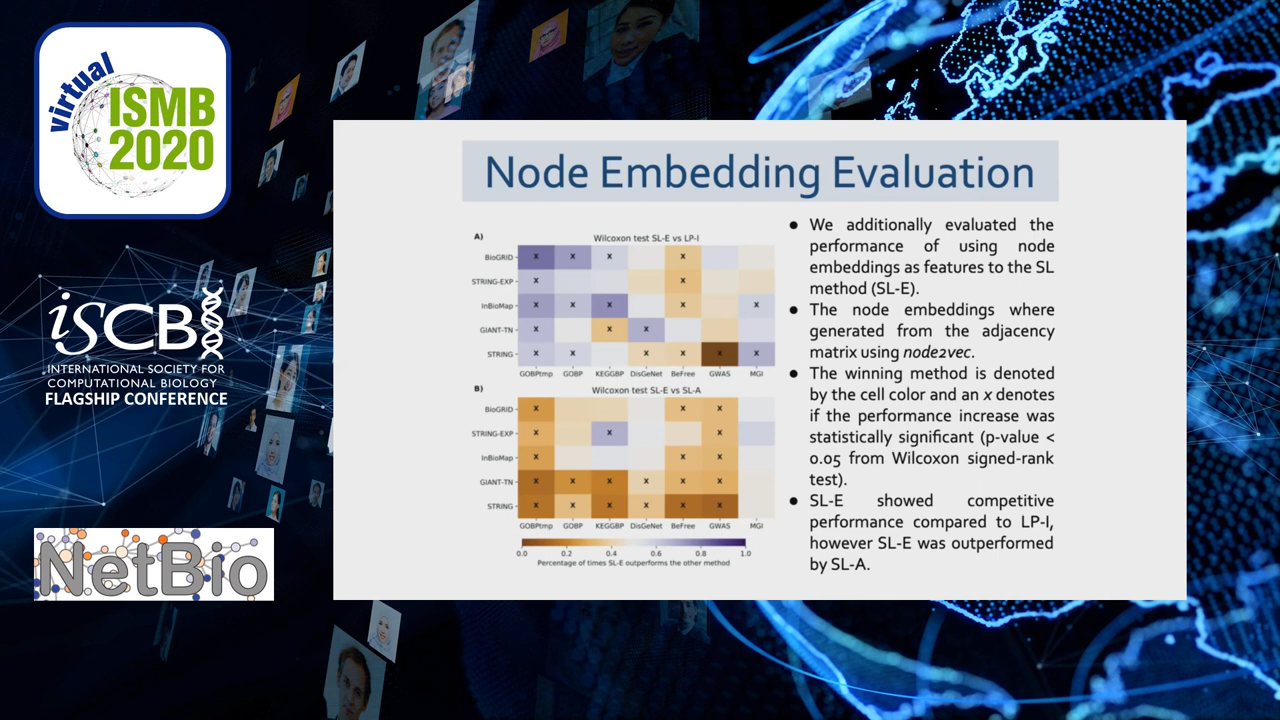 virtual
ISMB
2020
iSCB
INTERNATIONAL SOCIETY FOR
COMPUTATIONAL BIOLOGY
FLAGSHIP CONFERENCE
NetBio
Node Embedding Evaluation
A)
Wilcoxon test SL-E vs LP-I
BioGRID
x x x x
STRING-EXP
x x
InBioMap
x x x x x
GIANT-TN
x x x
STRING
x x x x x x
GOBPtmp GOBP KEGGBP DisGeNet BeFree GWAS MGI
B)
Wilcoxon test SL-E vs SL-A
BioGRID
x x x
STRING-EXP
x x x
InBioMap
x x x
GIANT-TN
x x x x x x
STRING
x x x x x x
GOBPtmp GOBP KEGGBP DisGeNet BeFree GWAS MGI
0.0 0.2 0.4 0.6 0.8 1.0
Percentage of times SL-E outperforms the other method
● We additionally evaluated the
performance of using node
embeddings as features to the SL
method (SL-E).
● The node embeddings where
generated from the adjacency
matrix using node2vec.
● The winning method is denoted
by the cell color and an x denotes
if the performance increase was
statistically significant (p-value <
0.05 from Wilcoxon signed-rank
test).
● SL-E showed competitive
performance compared to LP-I,
however SL-E was outperformed
by SL-A.